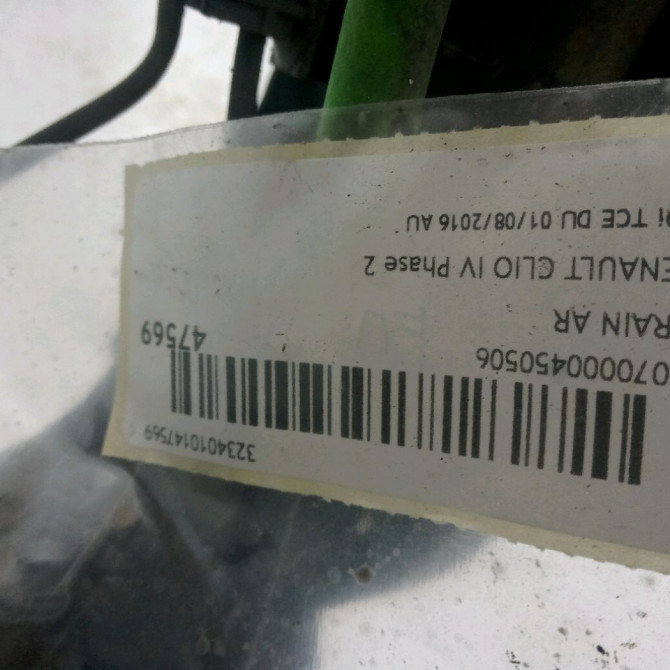 3234010147569
070000450506 47569
RAIN AR
ENAULT CLIO IV Phase 2
i TCE DU 01/08/2016 AU